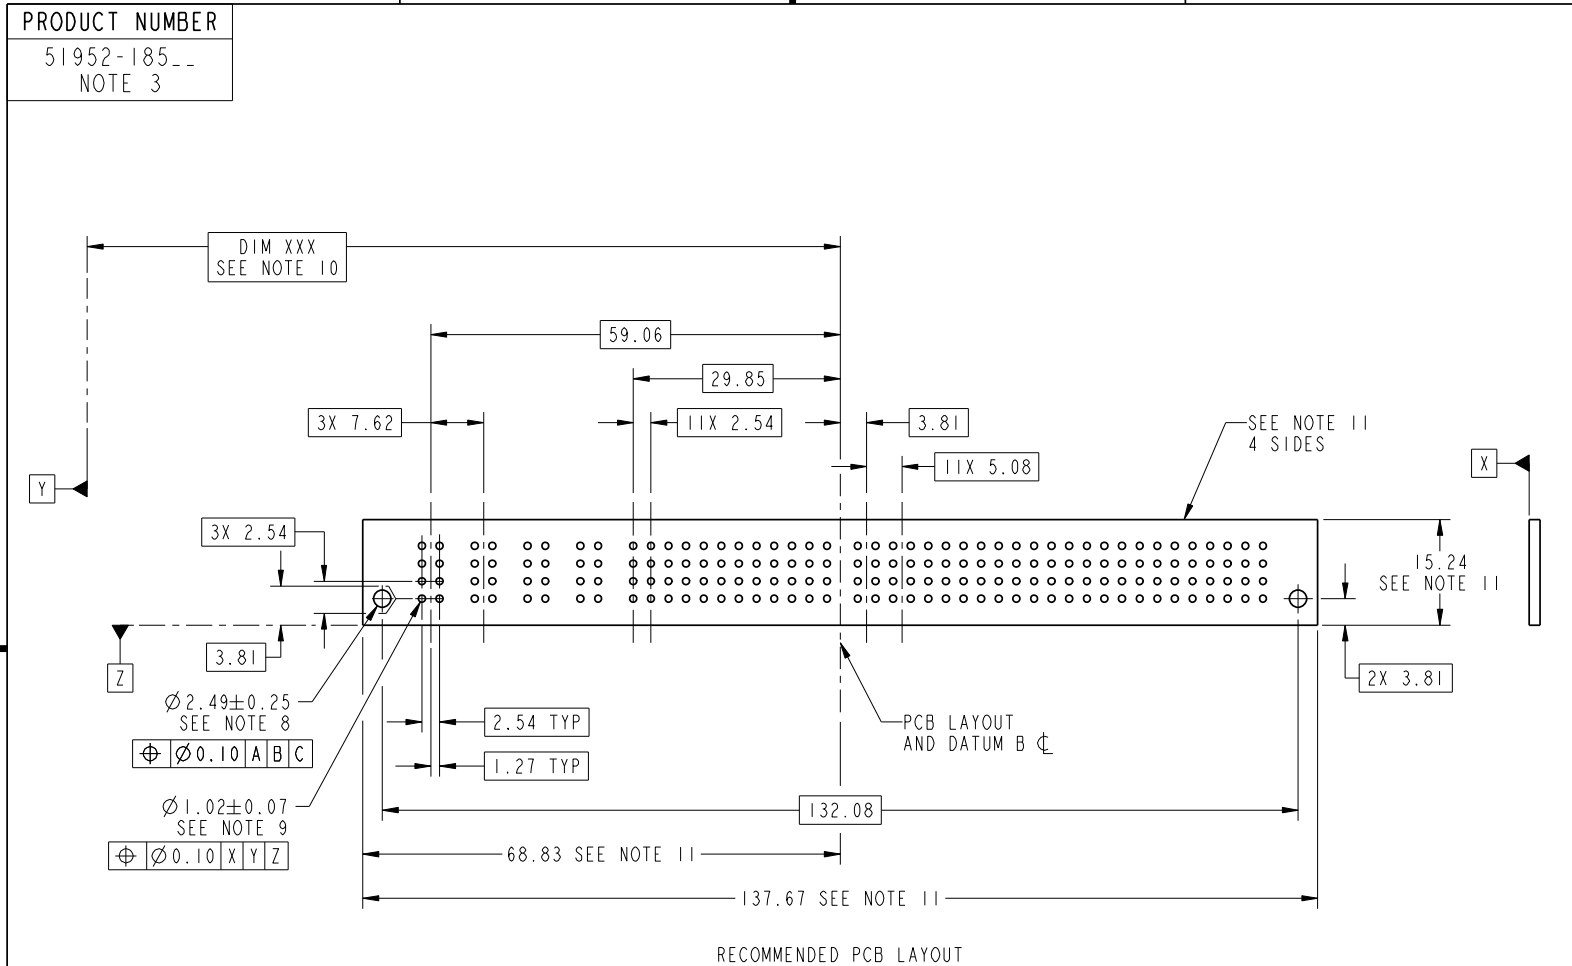 PRODUCT NUMBER
51952-185__
NOTE 3
DIM XXX
SEE NOTE 10
59.06
29.85
3X 7.62
11X 2.54
3.81
SEE NOTE 11
4 SIDES
11X 5.08
X
Y
3X 2.54
15.24
SEE NOTE 11
3.81
Z
2X 3.81
Ø2.49±0.25
SEE NOTE 8
⌖ Ø0.10 A B C
2.54 TYP
PCB LAYOUT
AND DATUM B ℄
1.27 TYP
Ø1.02±0.07
SEE NOTE 9
⌖ Ø0.10 X Y Z
132.08
68.83 SEE NOTE 11
137.67 SEE NOTE 11
RECOMMENDED PCB LAYOUT